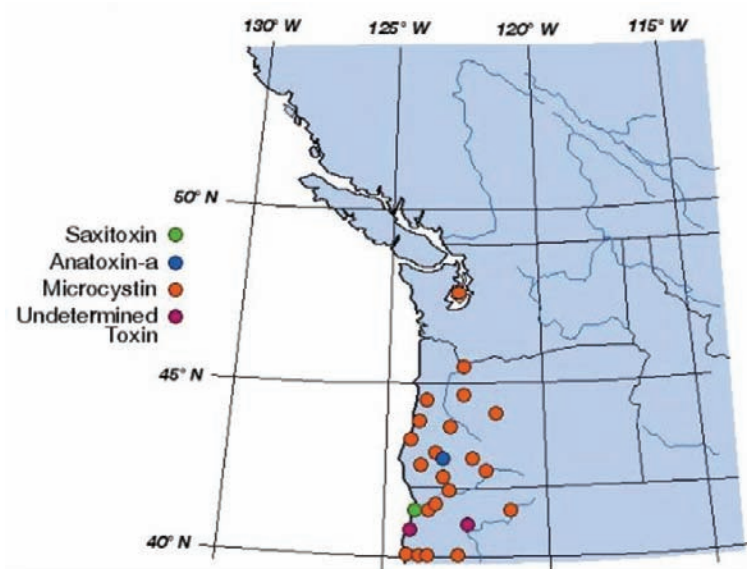 130° W
125° W
120° W
115° W
50° N
Saxitoxin
Anatoxin-a
Microcystin
Undetermined
Toxin
45° N
40° N